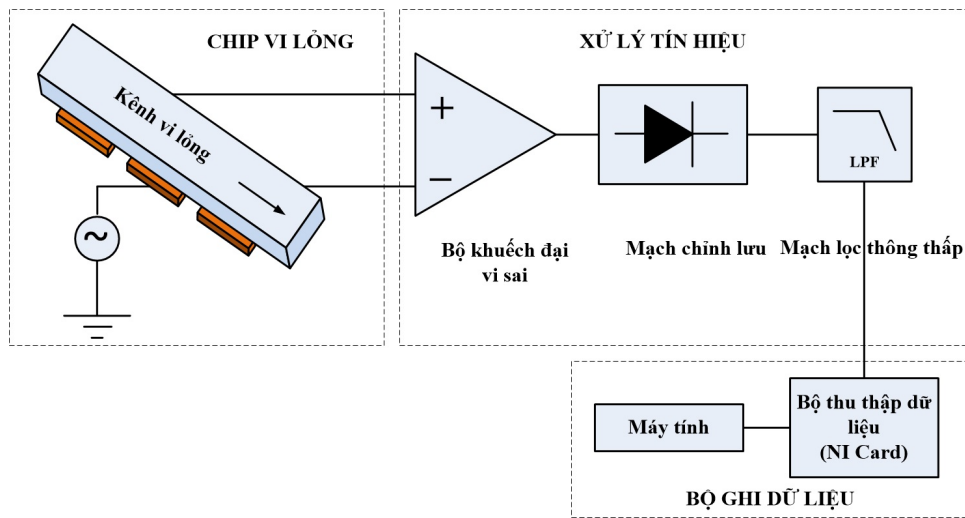 CHIP VI LỎNG
Kênh vi lỏng
~
XỬ LÝ TÍN HIỆU
+
−
LPF
Bộ khuếch đại
vi sai
Mạch chỉnh lưu
Mạch lọc thông thấp
Máy tính
Bộ thu thập dữ
liệu
(NI Card)
BỘ GHI DỮ LIỆU